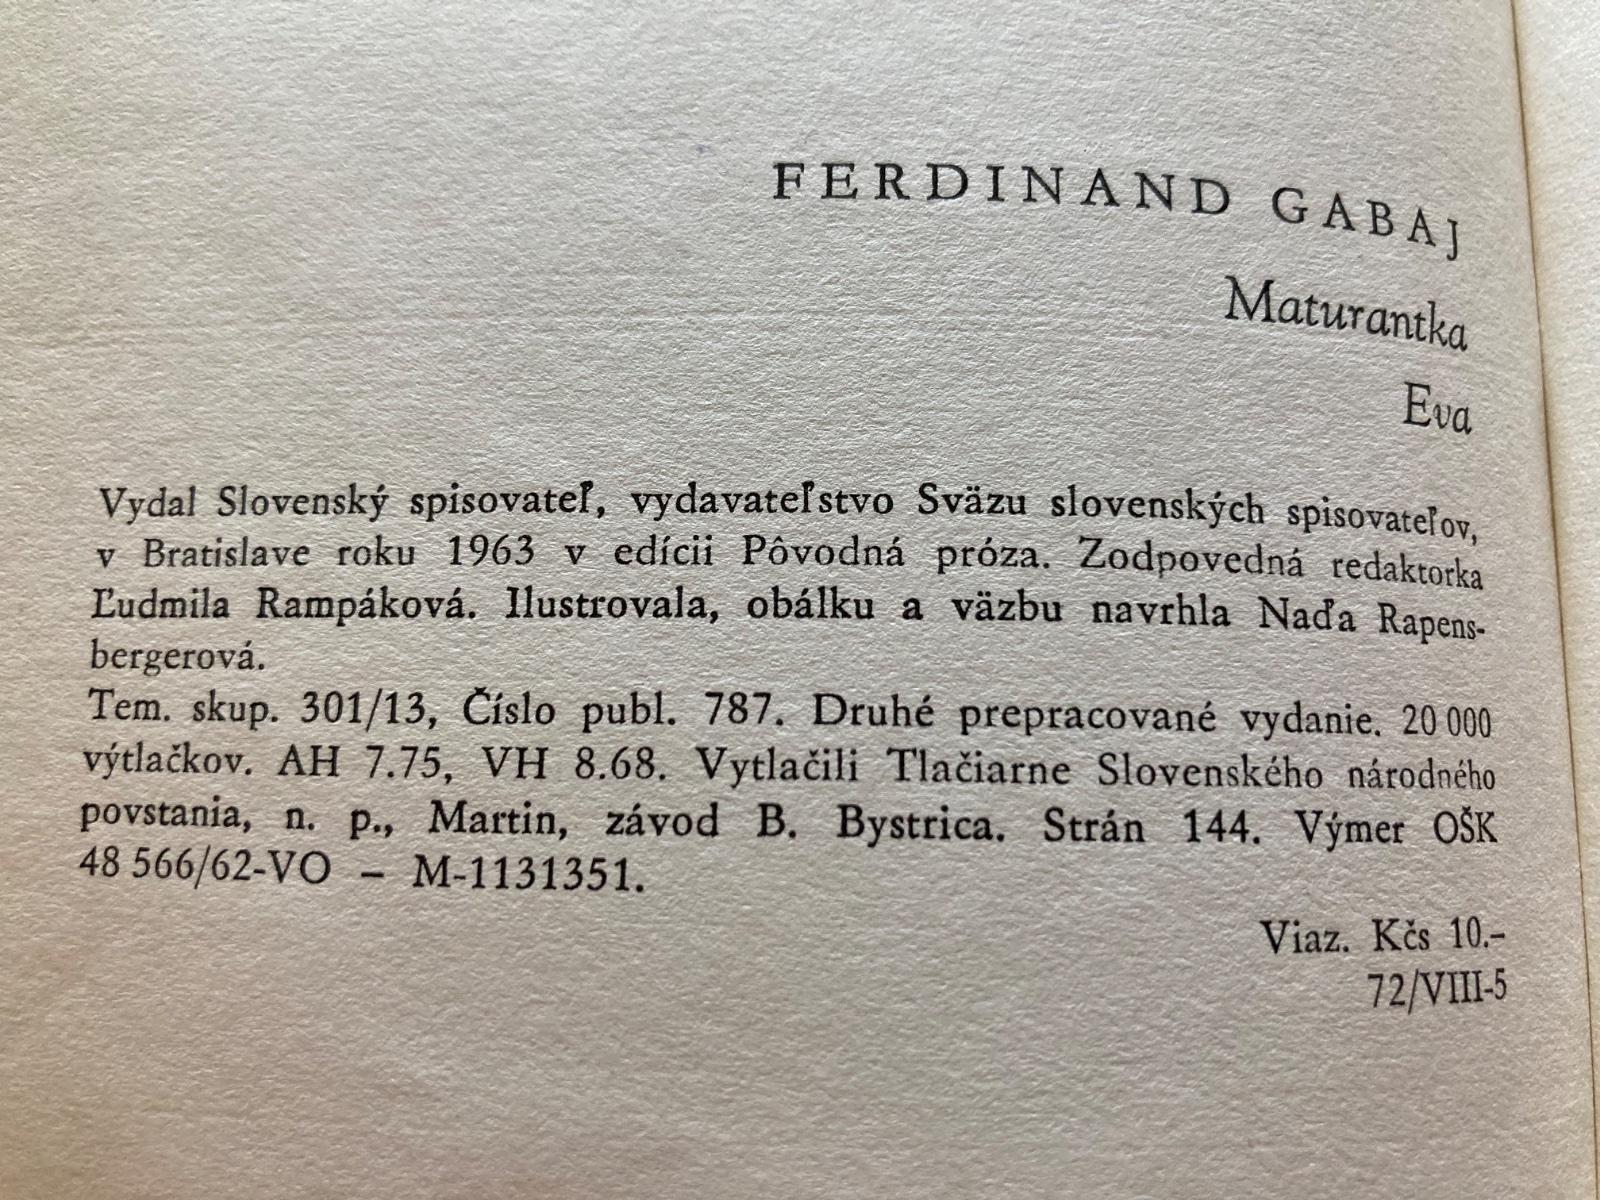 FERDINAND GABAJ
Maturantka
Eva
Vydal Slovenský spisovateľ, vydavateľstvo Sväzu slovenských spisovateľov,
v Bratislave roku 1963 v edícii Pôvodná próza. Zodpovedná redaktorka
Ľudmila Rampáková. Ilustrovala, obálku a väzbu navrhla Naďa Rapens-
bergerová.
Tem. skup. 301/13, Číslo publ. 787. Druhé prepracované vydanie. 20 000
výtlačkov. AH 7.75, VH 8.68. Vytlačili Tlačiarne Slovenského národného
povstania, n. p., Martin, závod B. Bystrica. Strán 144. Výmer OŠK
48 566/62-VO – M-1131351.
Viaz. Kčs 10.–
72/VIII-5